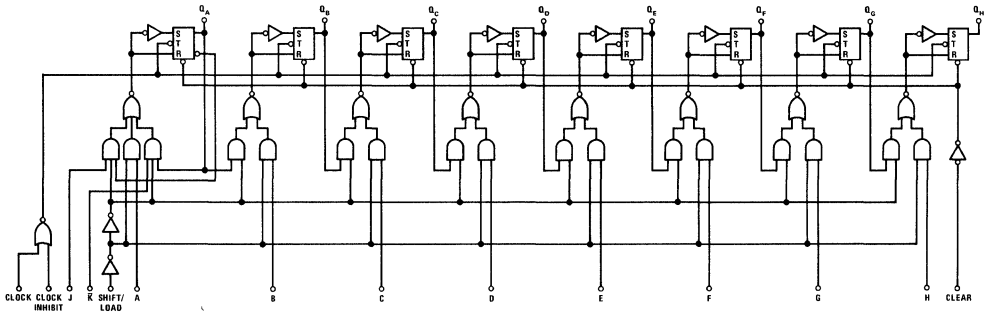 QA QB QC QD QE QF QG QH
S S S S S S S S
T T T T T T T T
R R R R R R R R
CLOCK CLOCK INHIBIT J K̅ SHIFT/LOAD A B C D E F G H CLEAR